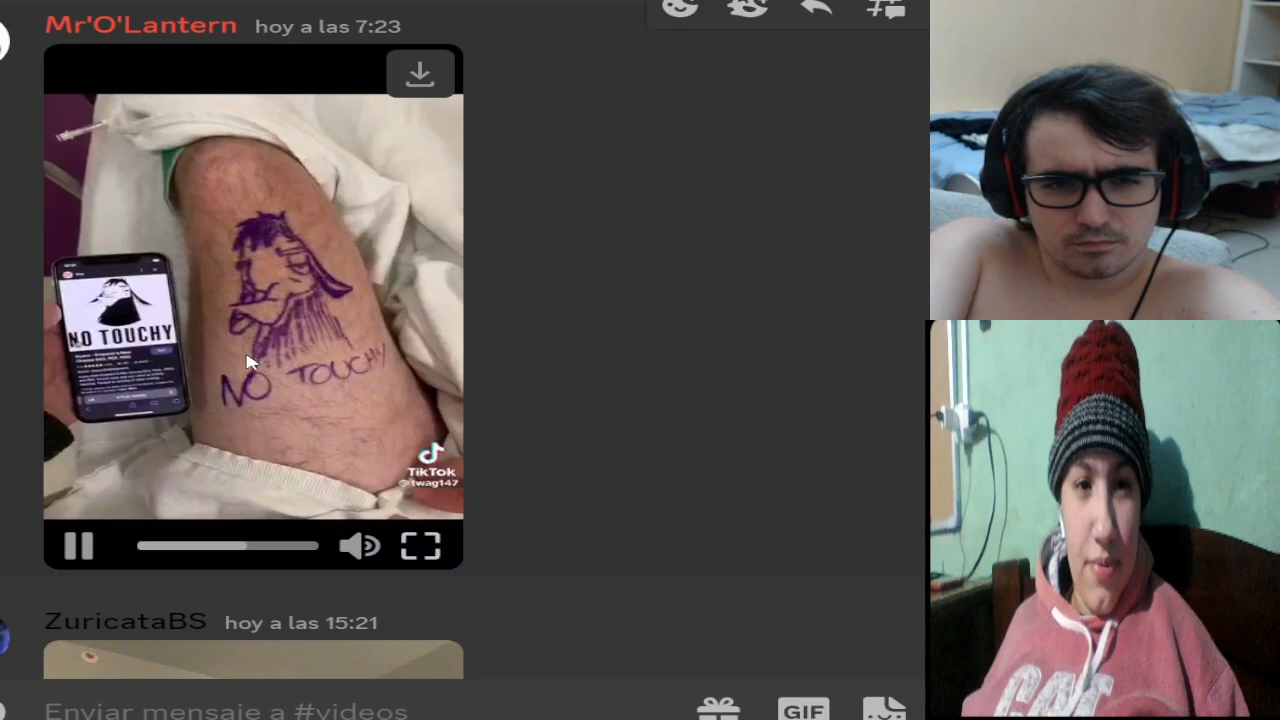 Mr'O'Lantern hoy a las 7:23
NO TOUCHY
NO TOUCHY
TikTok
@twag147
ZuricataBS hoy a las 15:21
Enviar mensaje a #videos
GIF